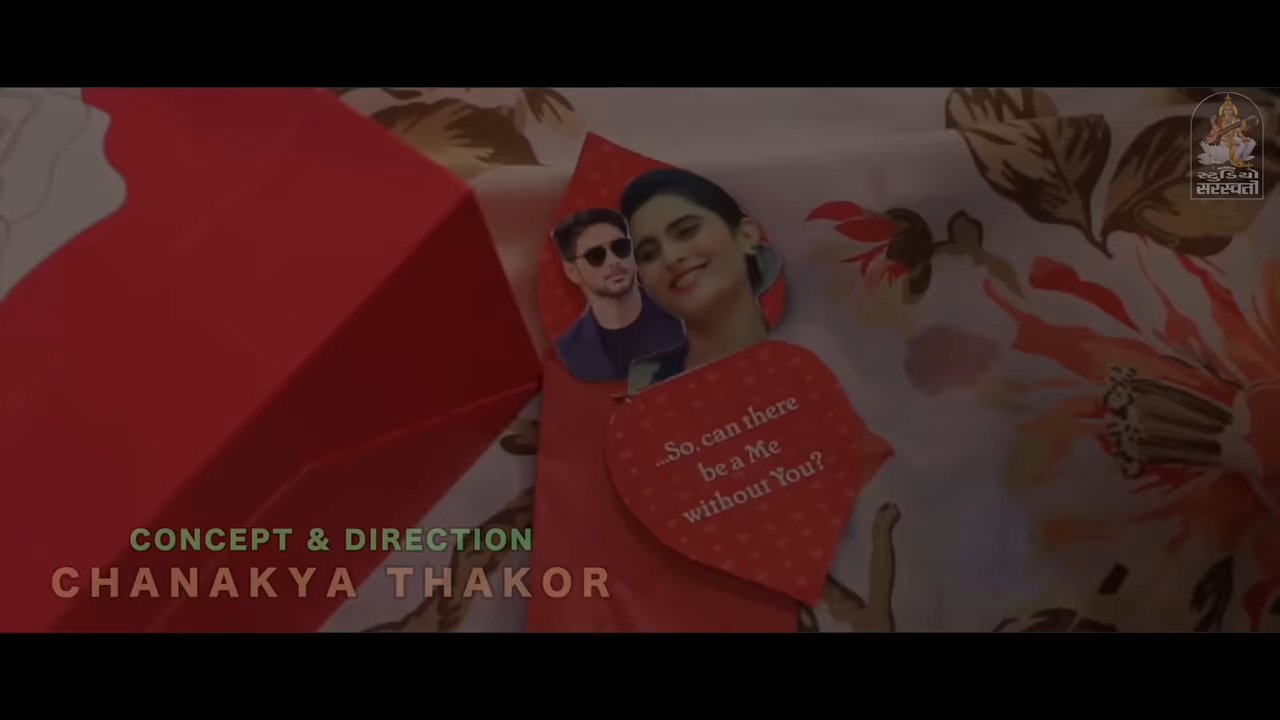 સ્ટુડિયો
સરસ્વતી
...So, can there
be a Me
without You?
CONCEPT & DIRECTION
CHANAKYA THAKOR